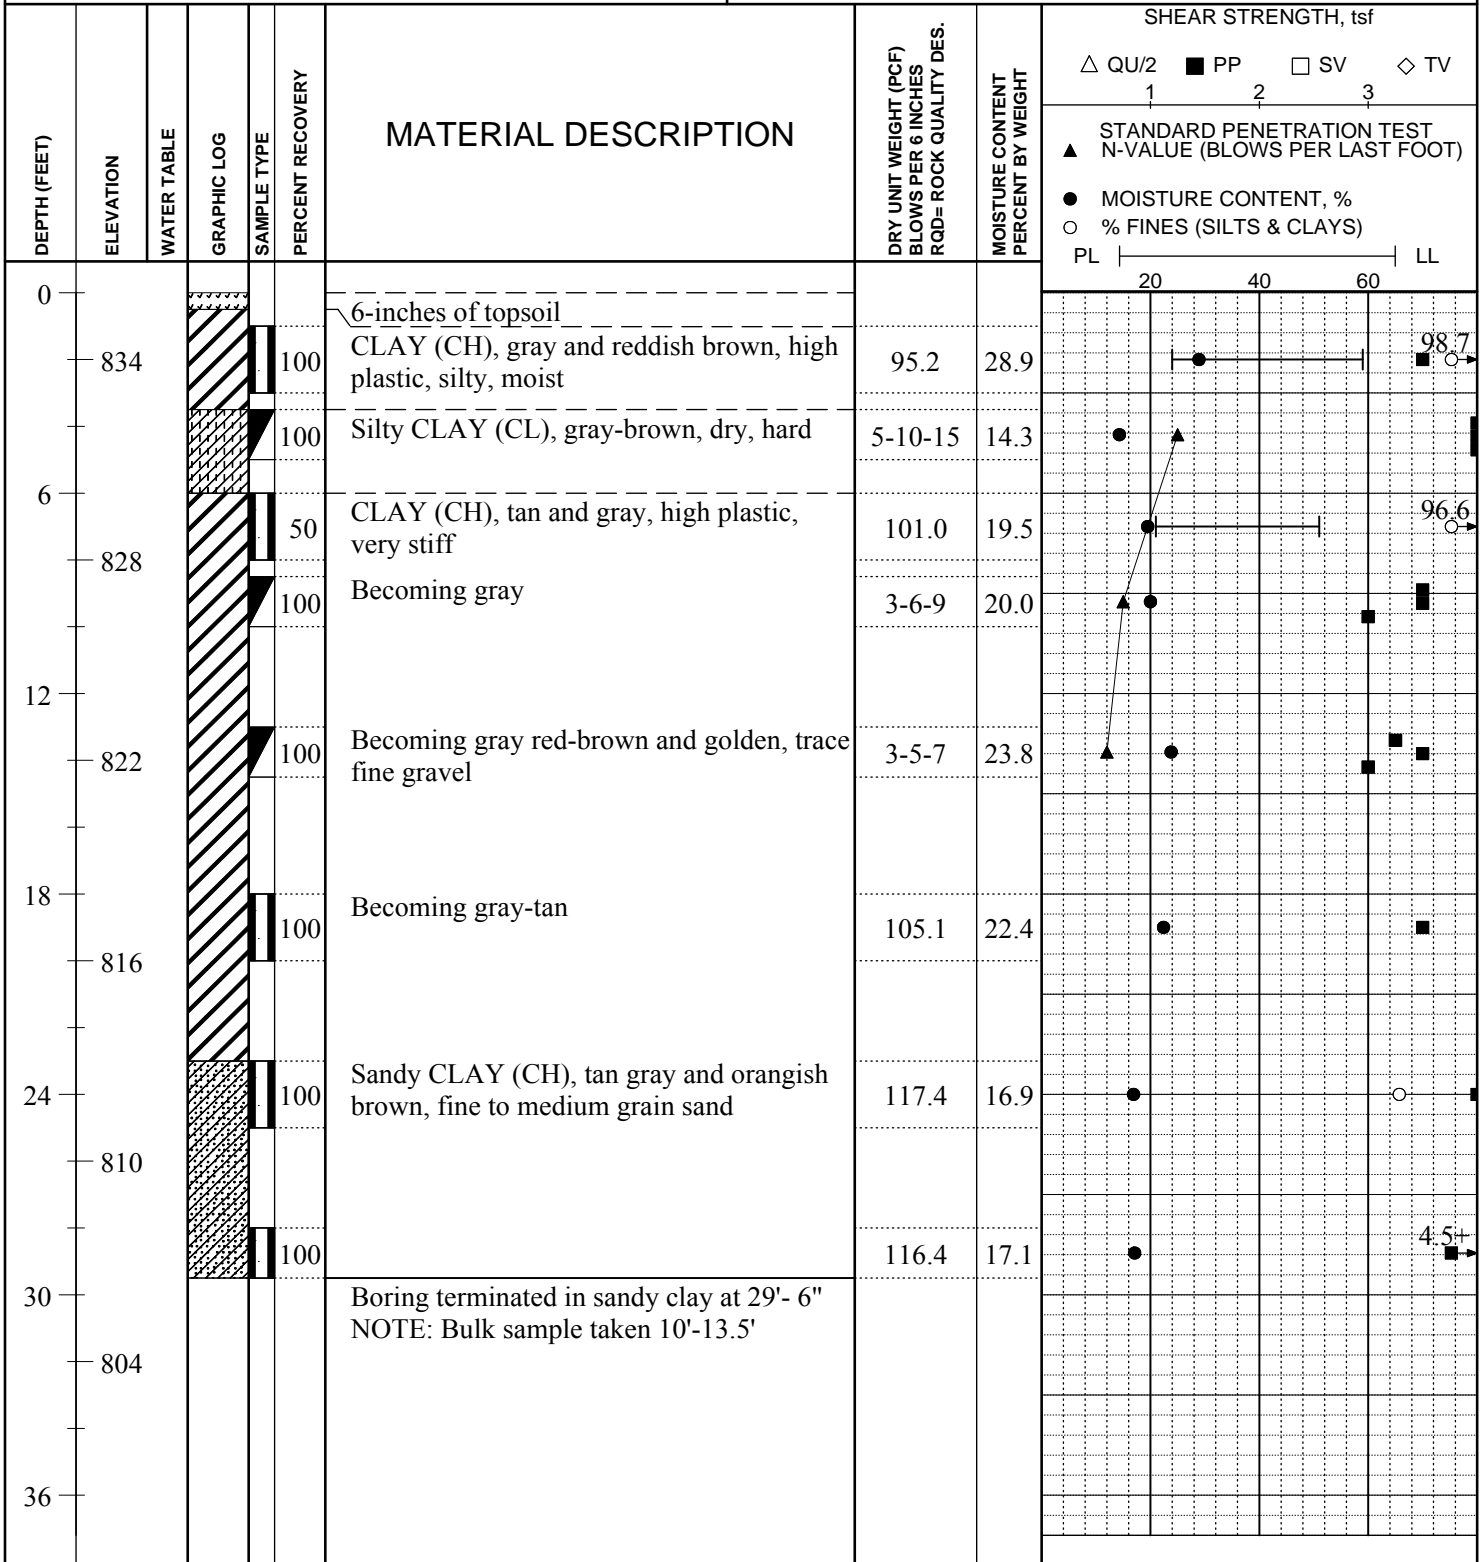 DEPTH (FEET)
ELEVATION
WATER TABLE
GRAPHIC LOG
SAMPLE TYPE
PERCENT RECOVERY
MATERIAL DESCRIPTION
DRY UNIT WEIGHT (PCF)
BLOWS PER 6 INCHES
RQD= ROCK QUALITY DES.
MOISTURE CONTENT
PERCENT BY WEIGHT
SHEAR STRENGTH, tsf
QU/2 PP SV TV
1 2 3
STANDARD PENETRATION TEST
N-VALUE (BLOWS PER LAST FOOT)
MOISTURE CONTENT, %
% FINES (SILTS & CLAYS)
PL LL
20 40 60
0
6-inches of topsoil
834 100 CLAY (CH), gray and reddish brown, high 95.2 28.9 98.7
plastic, silty, moist
100 Silty CLAY (CL), gray-brown, dry, hard 5-10-15 14.3
6
50 CLAY (CH), tan and gray, high plastic, 101.0 19.5 96.6
very stiff
828
100 Becoming gray 3-6-9 20.0
12
822 100 Becoming gray red-brown and golden, trace 3-5-7 23.8
fine gravel
18
100 Becoming gray-tan 105.1 22.4
816
24 100 Sandy CLAY (CH), tan gray and orangish 117.4 16.9
brown, fine to medium grain sand
810
100 116.4 17.1 4.5+
30
Boring terminated in sandy clay at 29'- 6"
NOTE: Bulk sample taken 10'-13.5'
804
36